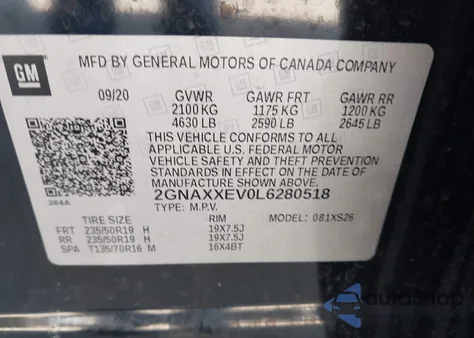 GM
MFD BY GENERAL MOTORS OF CANADA COMPANY
09/20 GVWR GAWR FRT GAWR RR
2100 KG 1175 KG 1200 KG
4630 LB 2590 LB 2645 LB
THIS VEHICLE CONFORMS TO ALL
APPLICABLE U.S. FEDERAL MOTOR
VEHICLE SAFETY AND THEFT PREVENTION
STANDARDS IN EFFECT ON THE DATE OF
MANUFACTURE SHOWN ABOVE.
2GNAXXEV0L6280518
384A
TYPE: M.P.V. MODEL: 081XS26
TIRE SIZE RIM
FRT 235/50R19 H 19X7.5J
RR 235/50R19 H 19X7.5J
SPA T135/70R16 M 16X4BT
AutoSnap